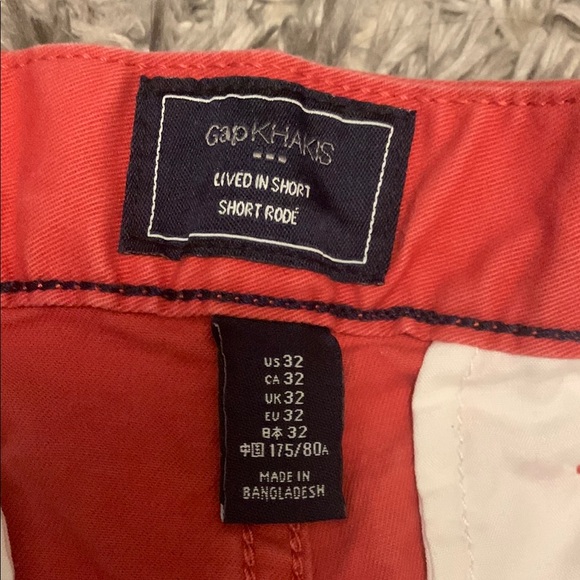 Gap KHAKIS
LIVED IN SHORT
SHORT RODÉ
US 32
CA 32
UK 32
EU 32
日本 32
中国 175/80A
MADE IN
BANGLADESH